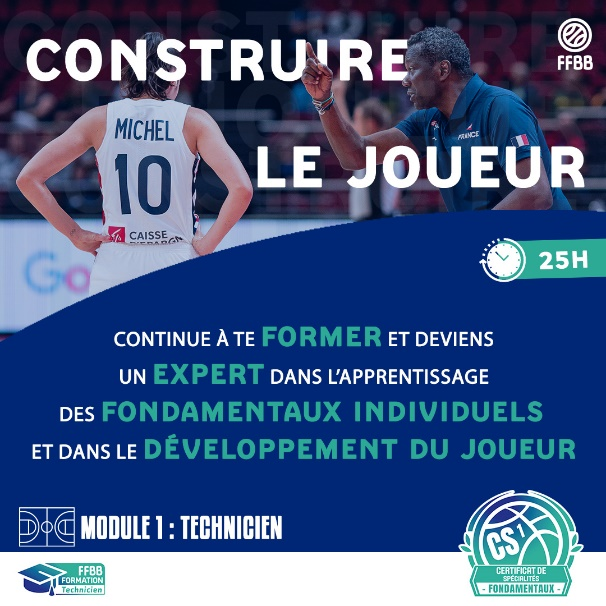 CONSTRUIRE
FFBB
LE JOUEUR
MICHEL
10
FRANCE
CAISSE
D'EPARGNE
Go
25H
CONTINUE À TE FORMER ET DEVIENS
UN EXPERT DANS L'APPRENTISSAGE
DES FONDAMENTAUX INDIVIDUELS
ET DANS LE DÉVELOPPEMENT DU JOUEUR
MODULE 1 : TECHNICIEN
CS1
CERTIFICAT DE
SPÉCIALITÉS
- FONDAMENTAUX -
FFBB
FORMATION
Technicien